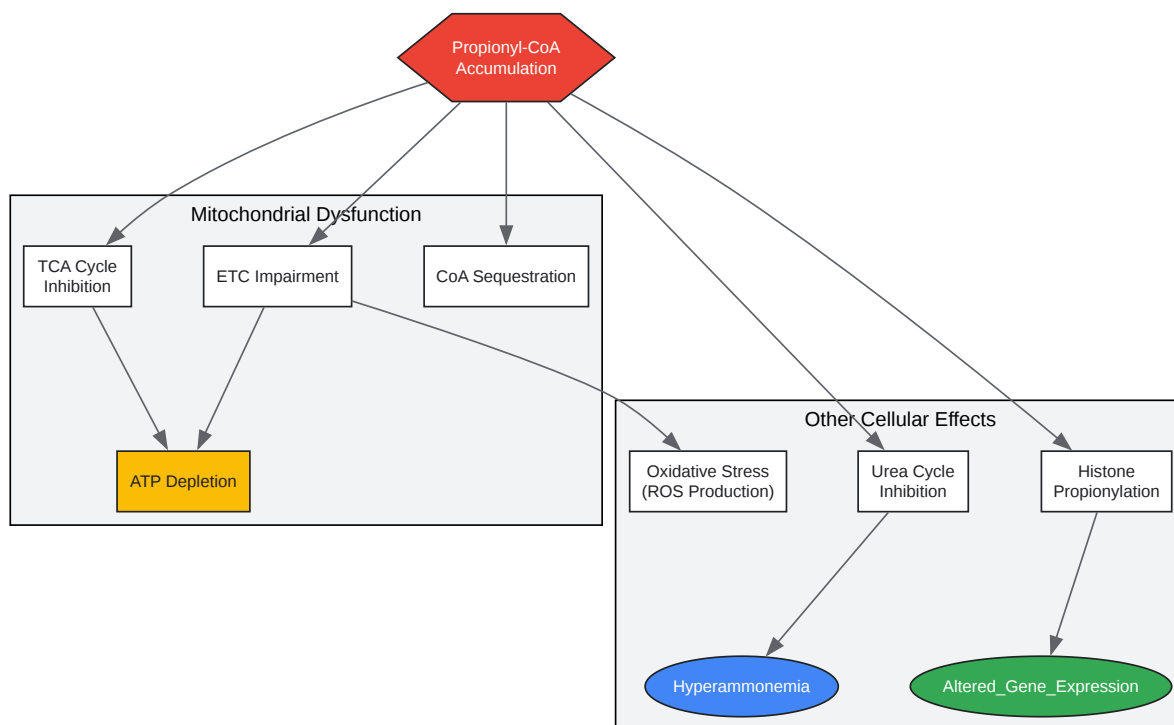 Propionyl-CoA
Accumulation
Mitochondrial Dysfunction
TCA Cycle
Inhibition
ETC Impairment
CoA Sequestration
ATP Depletion
Other Cellular Effects
Oxidative Stress
(ROS Production)
Urea Cycle
Inhibition
Histone
Propionylation
Hyperammonemia
Altered_Gene_Expression